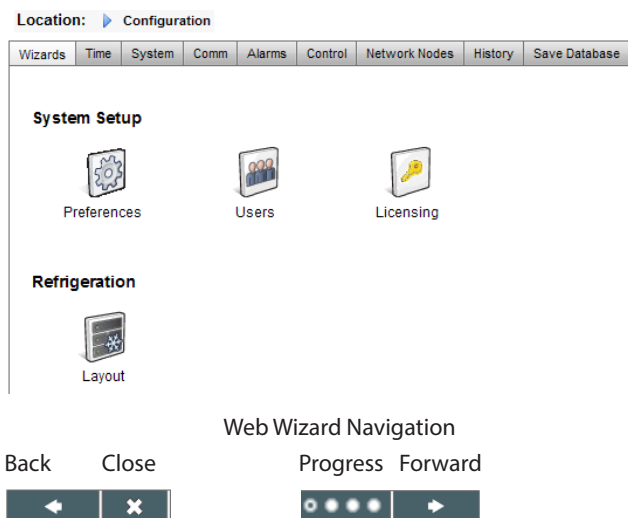 Location: Configuration
Wizards Time System Comm Alarms Control Network Nodes History Save Database
System Setup
Preferences Users Licensing
Refrigeration
Layout
Web Wizard Navigation
Back Close Progress Forward